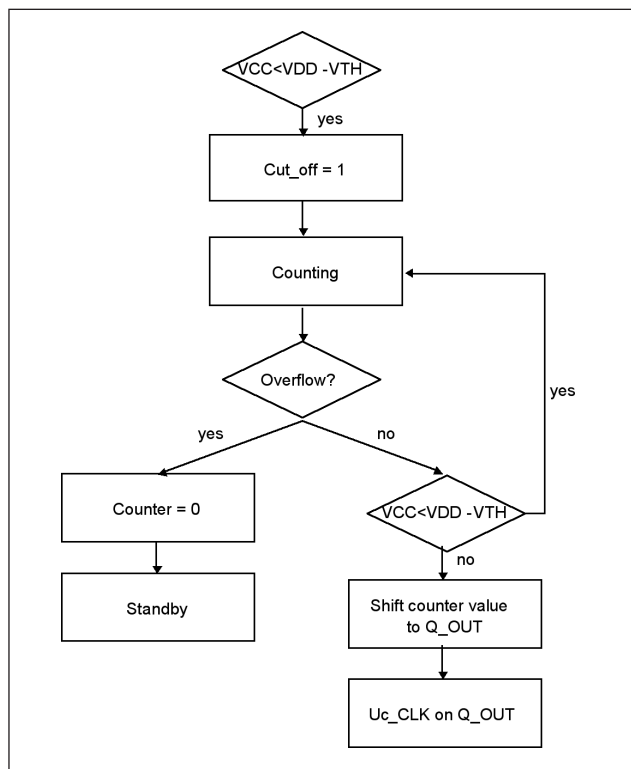 VCC<VDD -VTH
yes
Cut_off = 1
Counting
Overflow?
yes
yes
no
Counter = 0
VCC<VDD -VTH
no
Standby
Shift counter value
to Q_OUT
Uc_CLK on Q_OUT